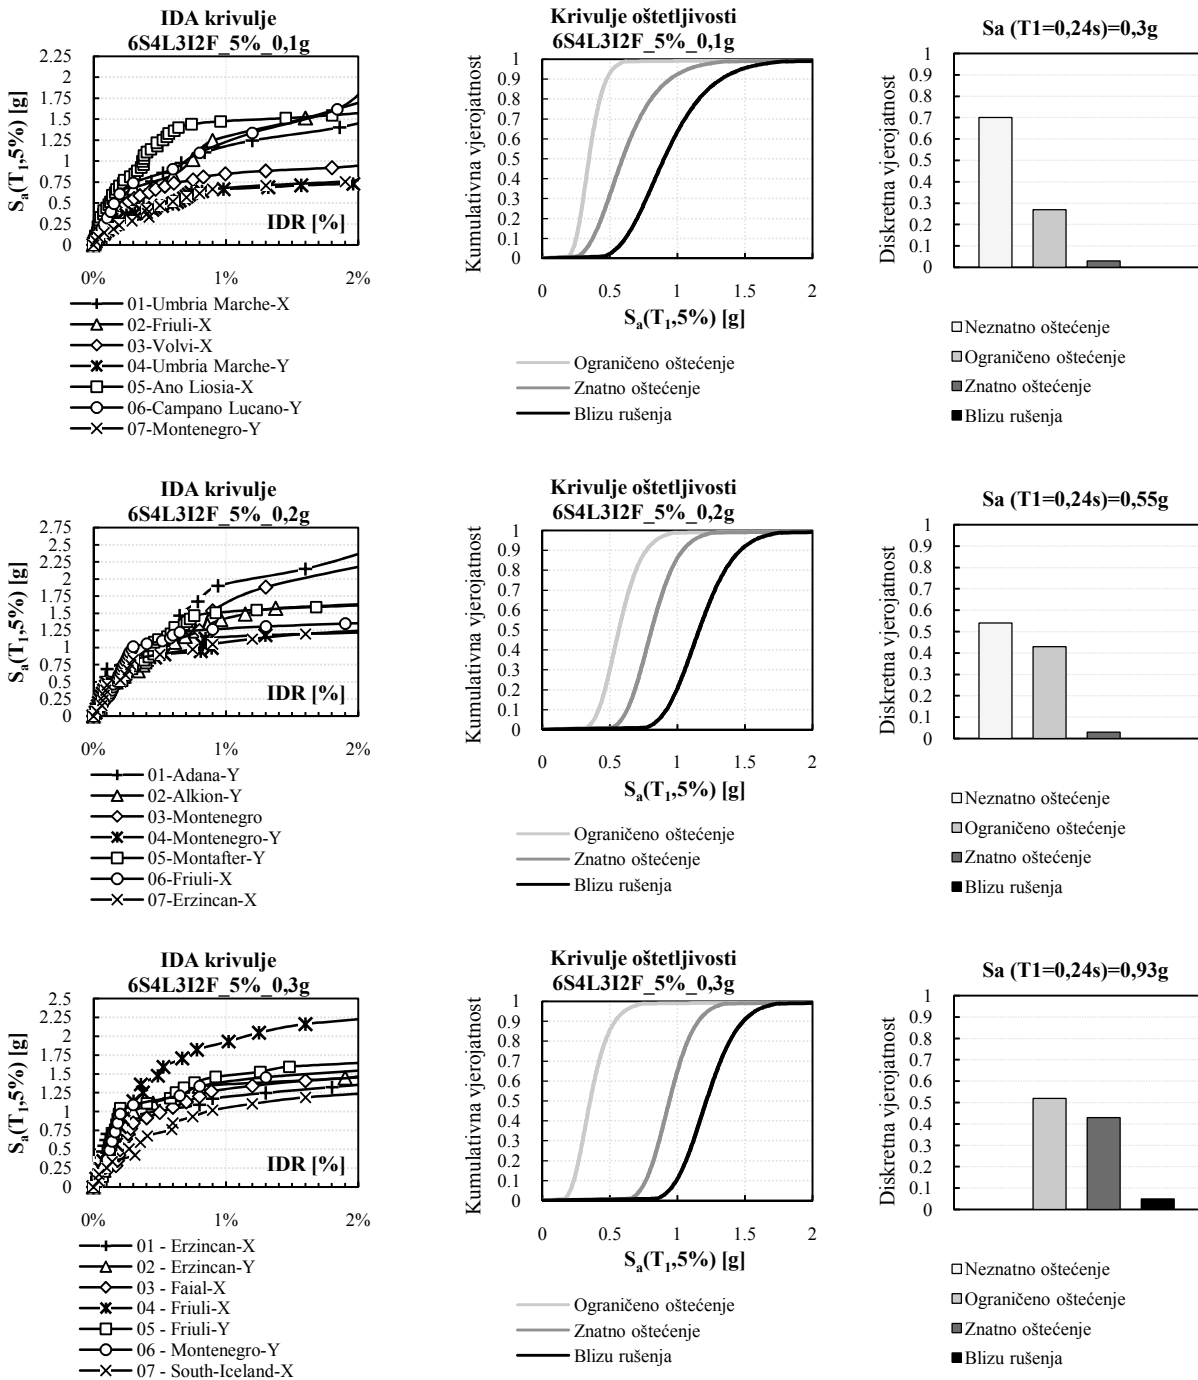 IDA krivulje
6S4L3I2F_5%_0,1g
2.25
2
1.75
1.5
1.25
1
0.75
0.5
0.25
0
Sa(T1,5%) [g]
IDR [%]
0%
1%
2%
01-Umbria Marche-X
02-Friuli-X
03-Volvi-X
04-Umbria Marche-Y
05-Ano Liosia-X
06-Campano Lucano-Y
07-Montenegro-Y
Krivulje oštetljivosti
6S4L3I2F_5%_0,1g
1
0.9
0.8
0.7
0.6
0.5
0.4
0.3
0.2
0.1
0
Kumulativna vjerojatnost
0
0.5
1
1.5
2
Sa(T1,5%) [g]
Ograničeno oštećenje
Znatno oštećenje
Blizu rušenja
Sa (T1=0,24s)=0,3g
1
0.9
0.8
0.7
0.6
0.5
0.4
0.3
0.2
0.1
0
Diskretna vjerojatnost
Neznatno oštećenje
Ograničeno oštećenje
Znatno oštećenje
Blizu rušenja
IDA krivulje
6S4L3I2F_5%_0,2g
2.75
2.5
2.25
2
1.75
1.5
1.25
1
0.75
0.5
0.25
0
Sa(T1,5%) [g]
IDR [%]
0%
1%
2%
01-Adana-Y
02-Alkion-Y
03-Montenegro
04-Montenegro-Y
05-Montafter-Y
06-Friuli-X
07-Erzincan-X
Krivulje oštetljivosti
6S4L3I2F_5%_0,2g
1
0.9
0.8
0.7
0.6
0.5
0.4
0.3
0.2
0.1
0
Kumulativna vjerojatnost
0
0.5
1
1.5
2
Sa(T1,5%) [g]
Ograničeno oštećenje
Znatno oštećenje
Blizu rušenja
Sa (T1=0,24s)=0,55g
1
0.9
0.8
0.7
0.6
0.5
0.4
0.3
0.2
0.1
0
Diskretna vjerojatnost
Neznatno oštećenje
Ograničeno oštećenje
Znatno oštećenje
Blizu rušenja
IDA krivulje
6S4L3I2F_5%_0,3g
2.5
2.25
2
1.75
1.5
1.25
1
0.75
0.5
0.25
0
Sa(T1,5%) [g]
IDR [%]
0%
1%
2%
01 - Erzincan-X
02 - Erzincan-Y
03 - Faial-X
04 - Friuli-X
05 - Friuli-Y
06 - Montenegro-Y
07 - South-Iceland-X
Krivulje oštetljivosti
6S4L3I2F_5%_0,3g
1
0.9
0.8
0.7
0.6
0.5
0.4
0.3
0.2
0.1
0
Kumulativna vjerojatnost
0
0.5
1
1.5
2
Sa(T1,5%) [g]
Ograničeno oštećenje
Znatno oštećenje
Blizu rušenja
Sa (T1=0,24s)=0,93g
1
0.9
0.8
0.7
0.6
0.5
0.4
0.3
0.2
0.1
0
Diskretna vjerojatnost
Neznatno oštećenje
Ograničeno oštećenje
Znatno oštećenje
Blizu rušenja